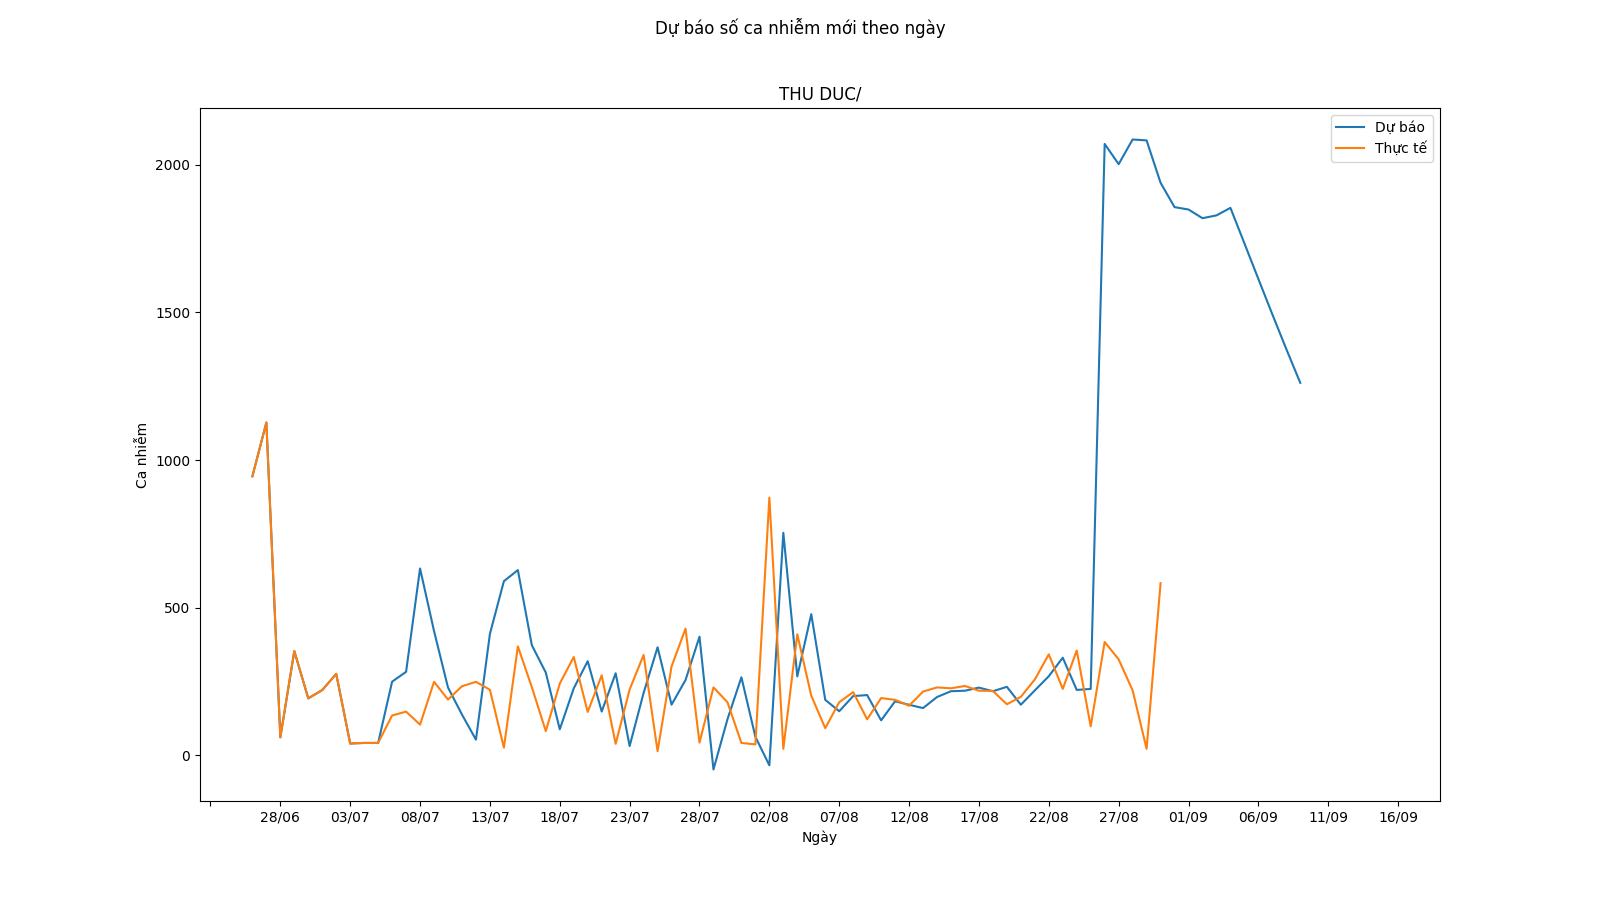 Dự báo số ca nhiễm mới theo ngày
THU DUC/
Dự báo
Thực tế
2000
1500
1000
500
0
Ca nhiễm
28/06 03/07 08/07 13/07 18/07 23/07 28/07 02/08 07/08 12/08 17/08 22/08 27/08 01/09 06/09 11/09 16/09
Ngày